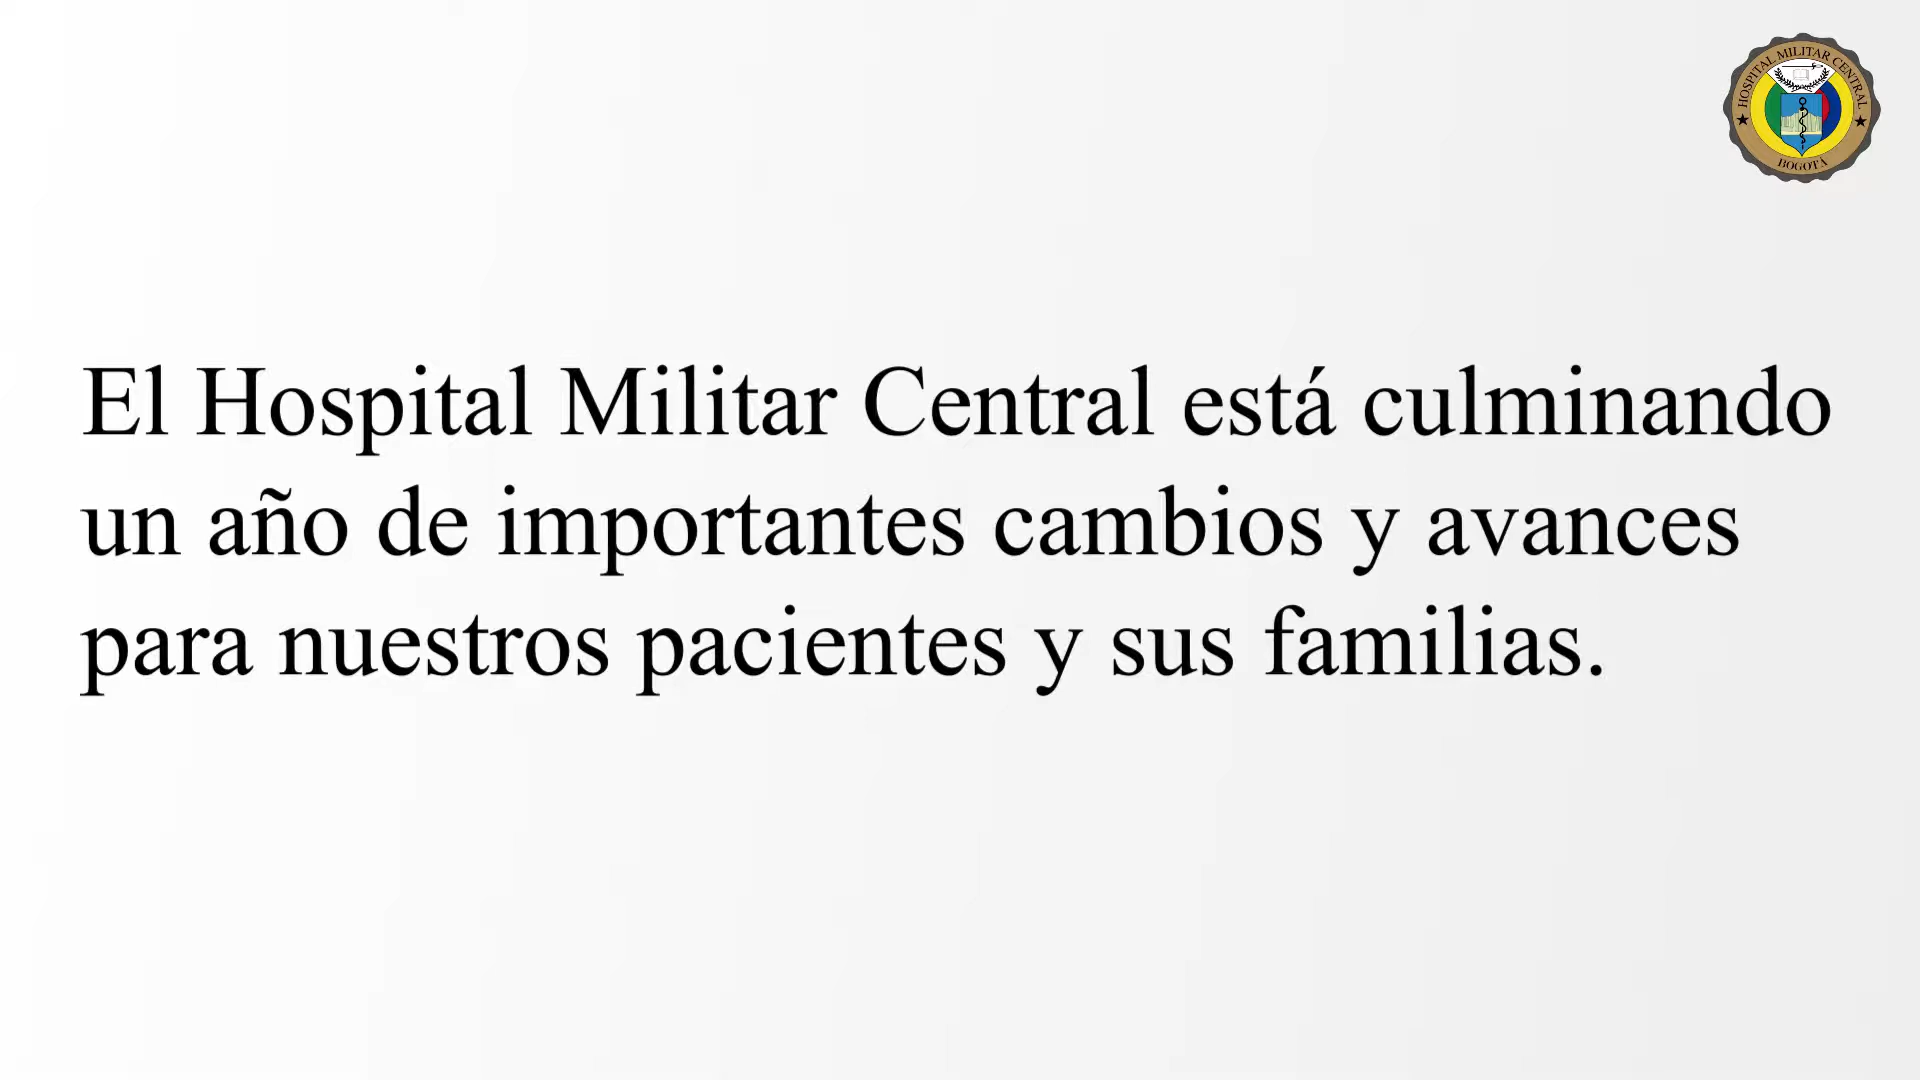 HOSPITAL MILITAR CENTRAL
BOGOTÁ
El Hospital Militar Central está culminando
un año de importantes cambios y avances
para nuestros pacientes y sus familias.